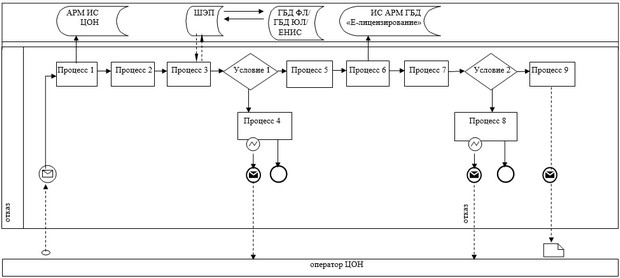 АРМ ИС
ЦОН
ШЭП
ГБД ФЛ/
ГБД ЮЛ/
ЕНИС
ИС АРМ ГБД
«Е-лицензирование»
Процесс 1
Процесс 2
Процесс 3
Условие 1
Процесс 5
Процесс 6
Процесс 7
Условие 2
Процесс 9
Процесс 4
Процесс 8
отказ
отказ
оператор ЦОН